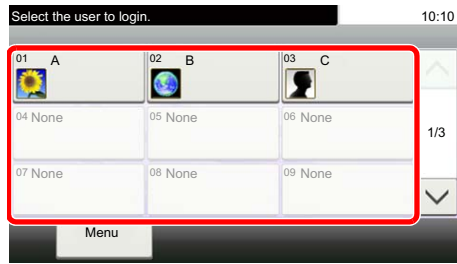 Select the user to login. 10:10
01 A 02 B 03 C
04 None 05 None 06 None
1/3
07 None 08 None 09 None
Menu